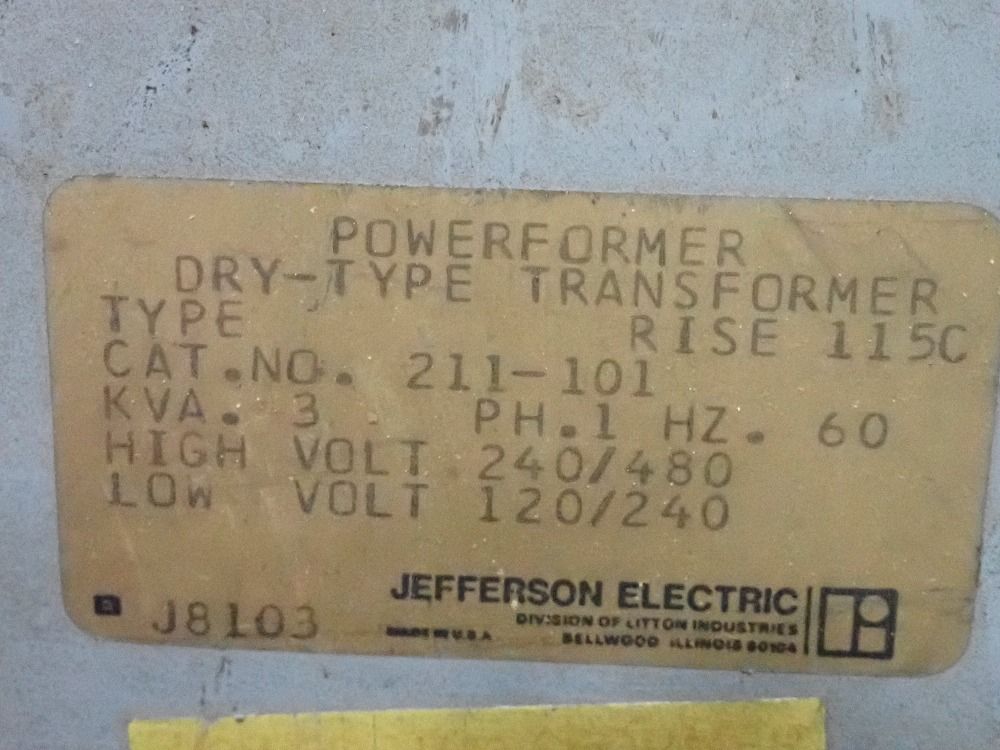 POWERFORMER
DRY-TYPE TRANSFORMER
TYPE RISE 115C
CAT.NO. 211-101
KVA. 3 PH.1 HZ. 60
HIGH VOLT 240/480
LOW VOLT 120/240
J8103
JEFFERSON ELECTRIC
DIVISION OF LITTON INDUSTRIES
MADE IN U.S.A
BELLWOOD ILLINOIS 60104